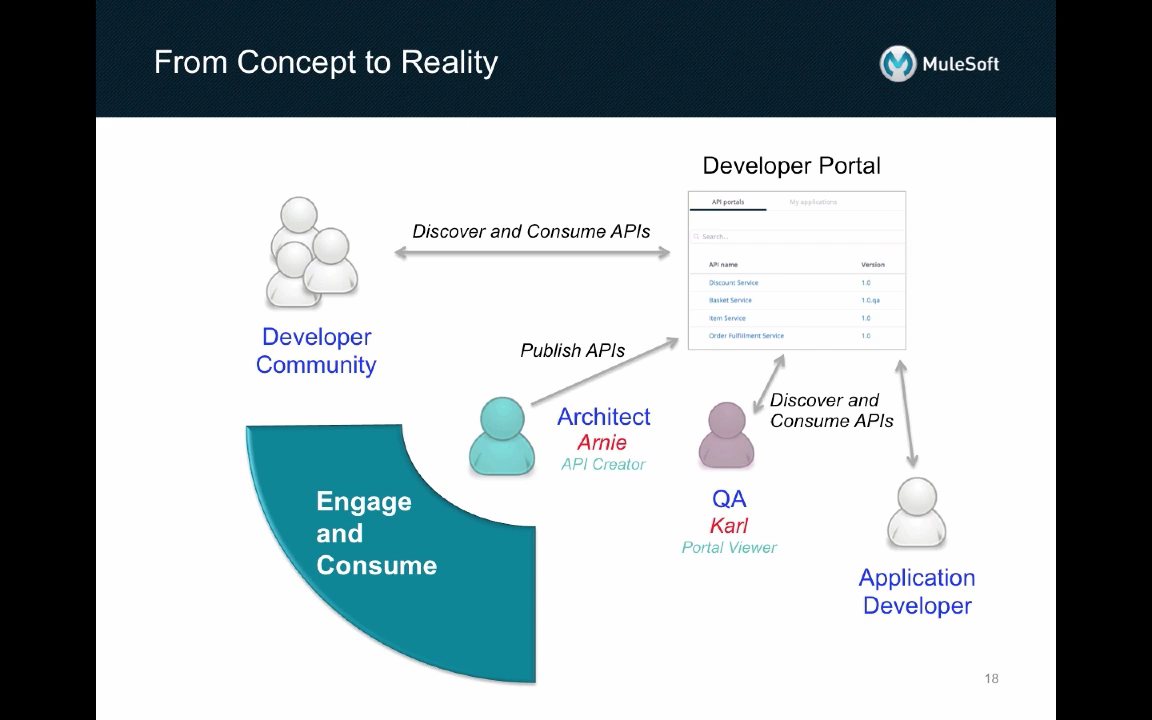 From Concept to Reality
MuleSoft
Developer Portal
API portals
My applications
Search...
API name
Version
Discount Service
1.0
Basket Service
1.0.qa
Item Service
1.0
Order Fulfillment Service
1.0
Discover and Consume APIs
Developer
Community
Publish APIs
Architect
Arnie
API Creator
Discover and
Consume APIs
QA
Karl
Portal Viewer
Application
Developer
Engage
and
Consume
18